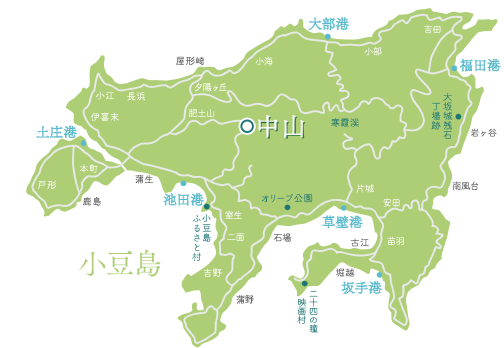 大部港
吉田
屋形崎
小海
小部
福田港
夕陽ヶ丘
小江
長浜
大坂城残石
丁場跡
肥土山
伊喜末
中山
寒霞渓
土庄港
岩ヶ谷
本町
戸形
蒲生
片城
南風台
鹿島
池田港
オリーブ公園
安田
小豆島
ふるさと村
室生
草壁港
二面
石場
古江
苗羽
小豆島
吉野
堀越
坂手港
蒲野
二十四の瞳
映画村